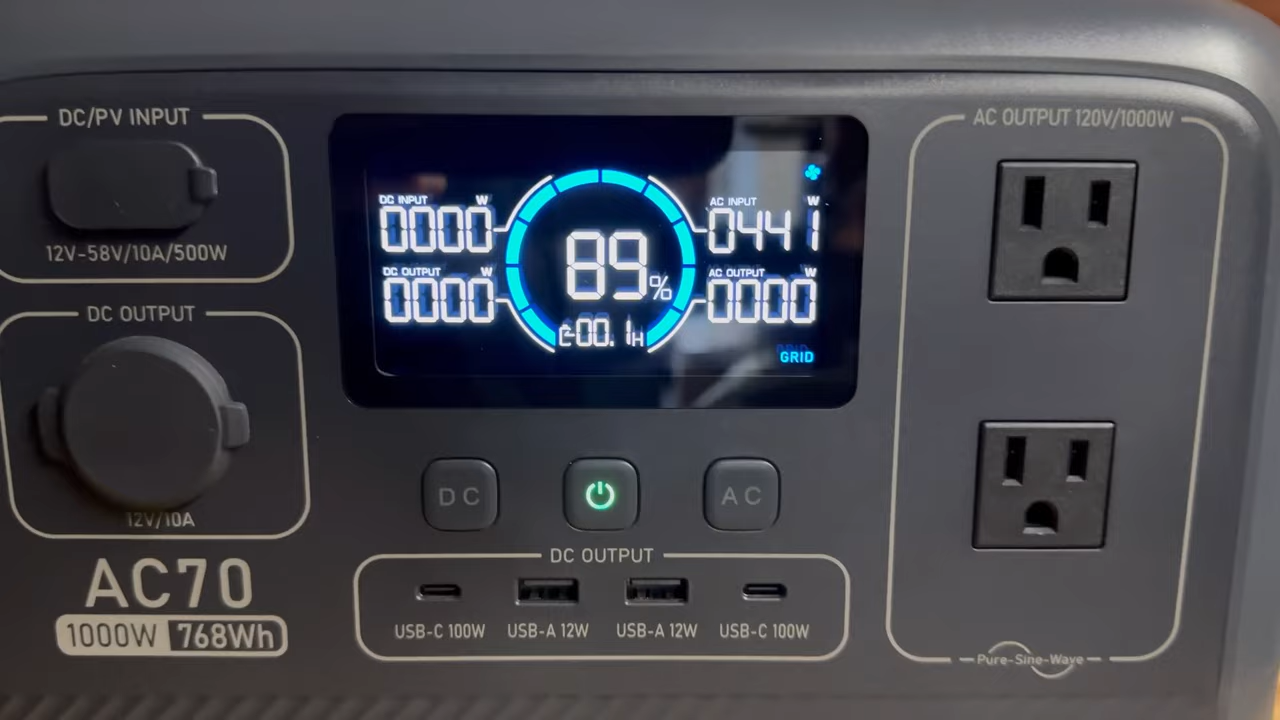 DC/PV INPUT
12V-58V/10A/500W
DC OUTPUT
12V/10A
AC70
1000W 768Wh
DC INPUT W
0000
DC OUTPUT W
0000
89%
00.1H
AC INPUT W
0441
AC OUTPUT W
0000
GRID
DC
AC
DC OUTPUT
USB-C 100W USB-A 12W USB-A 12W USB-C 100W
AC OUTPUT 120V/1000W
Pure-Sine-Wave